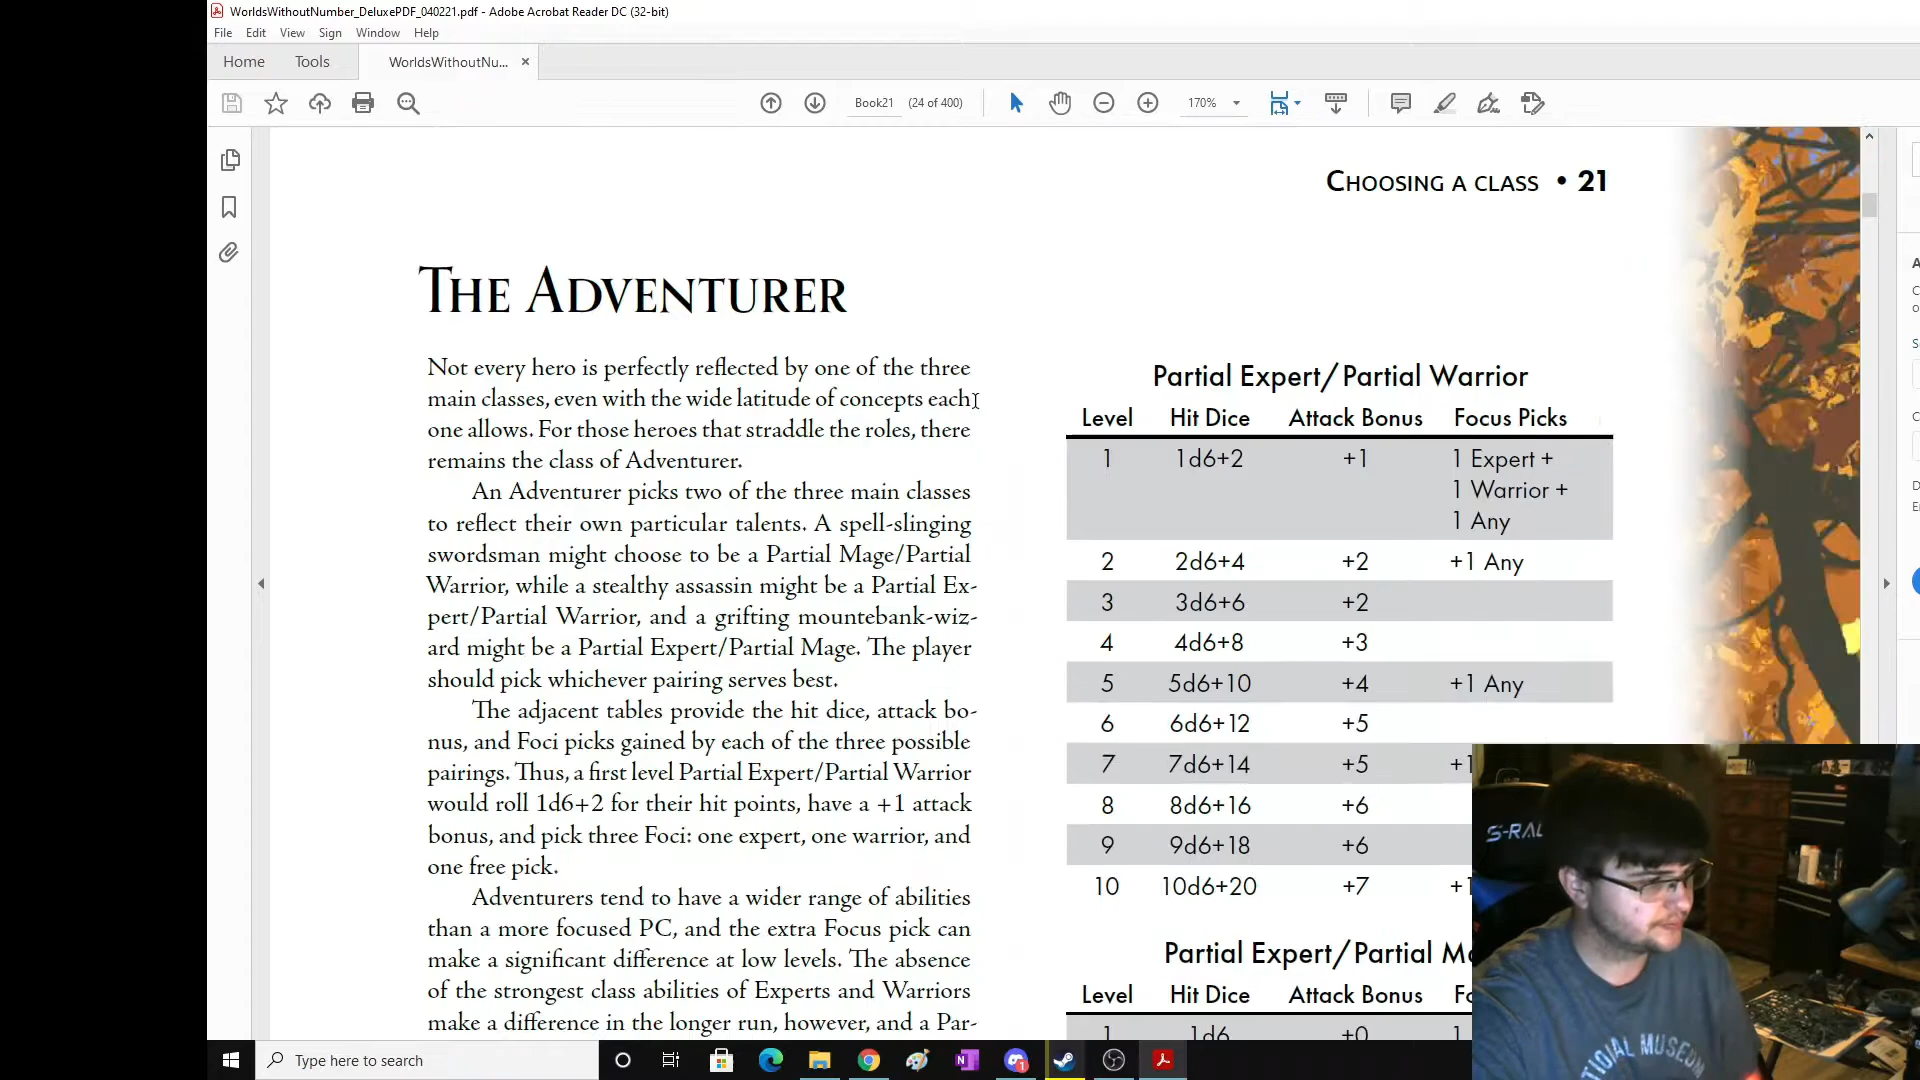 WorldsWithoutNumber_DeluxePDF_040221.pdf - Adobe Acrobat Reader DC (32-bit)
File Edit View Sign Window Help
Home Tools WorldsWithoutNu... ×
Book21 (24 of 400) 170%
CHOOSING A CLASS • 21
THE ADVENTURER
Not every hero is perfectly reflected by one of the three
main classes, even with the wide latitude of concepts each
one allows. For those heroes that straddle the roles, there
remains the class of Adventurer.
An Adventurer picks two of the three main classes
to reflect their own particular talents. A spell-slinging
swordsman might choose to be a Partial Mage/Partial
Warrior, while a stealthy assassin might be a Partial Ex-
pert/Partial Warrior, and a grifting mountebank-wiz-
ard might be a Partial Expert/Partial Mage. The player
should pick whichever pairing serves best.
The adjacent tables provide the hit dice, attack bo-
nus, and Foci picks gained by each of the three possible
pairings. Thus, a first level Partial Expert/Partial Warrior
would roll 1d6+2 for their hit points, have a +1 attack
bonus, and pick three Foci: one expert, one warrior, and
one free pick.
Adventurers tend to have a wider range of abilities
than a more focused PC, and the extra Focus pick can
make a significant difference at low levels. The absence
of the strongest class abilities of Experts and Warriors
make a difference in the longer run, however, and a Par-
Partial Expert/Partial Warrior
Level Hit Dice Attack Bonus Focus Picks
1 1d6+2 +1 1 Expert +
1 Warrior +
1 Any
2 2d6+4 +2 +1 Any
3 3d6+6 +2
4 4d6+8 +3
5 5d6+10 +4 +1 Any
6 6d6+12 +5
7 7d6+14 +5 +1
8 8d6+16 +6
9 9d6+18 +6
10 10d6+20 +7 +1
Partial Expert/Partial M
Level Hit Dice Attack Bonus F
1 1d6 +0 1
S-RAC
MUSEUM
Type here to search